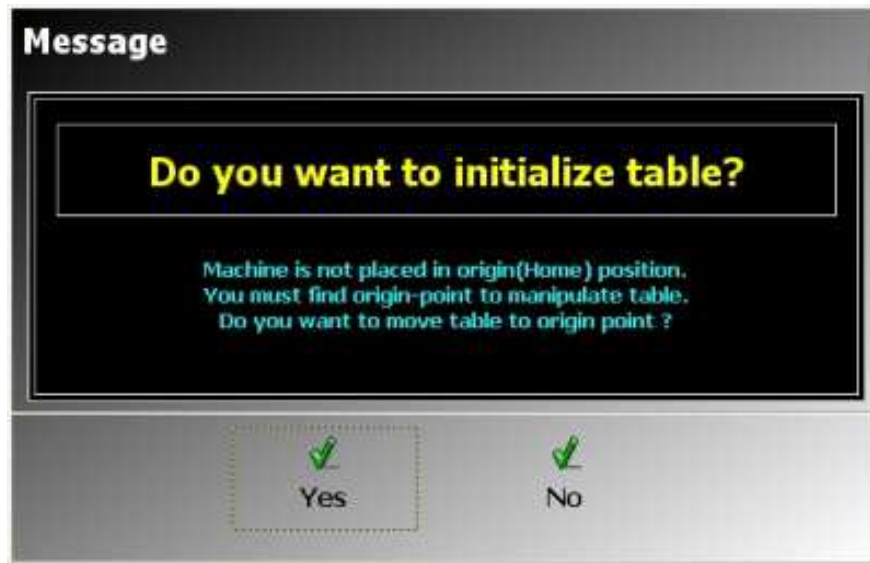 Message
Do you want to initialize table?
Machine is not placed in origin(Home) position.
You must find origin-point to manipulate table.
Do you want to move table to origin point ?
Yes
No